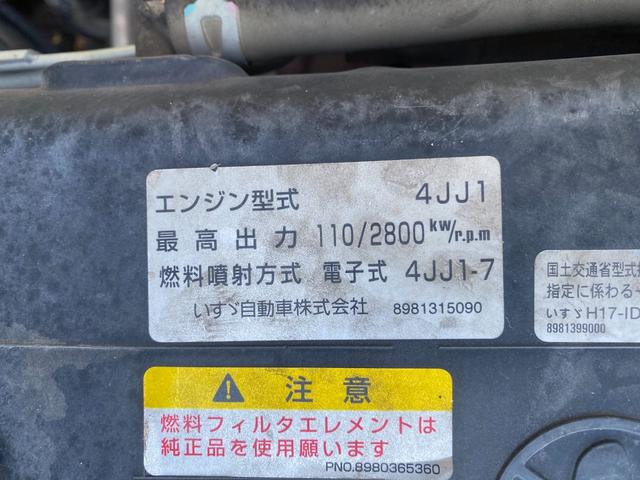 エンジン型式 4JJ1
最高出力 110/2800 kw/r.p.m
燃料噴射方式 電子式 4JJ1-7
いすゞ自動車株式会社 8981315090
国土交通省型式
指定に係わる
いすゞH17-ID
8981399000
注意
燃料フィルタエレメントは
純正品を使用願います
PNO.8980365360